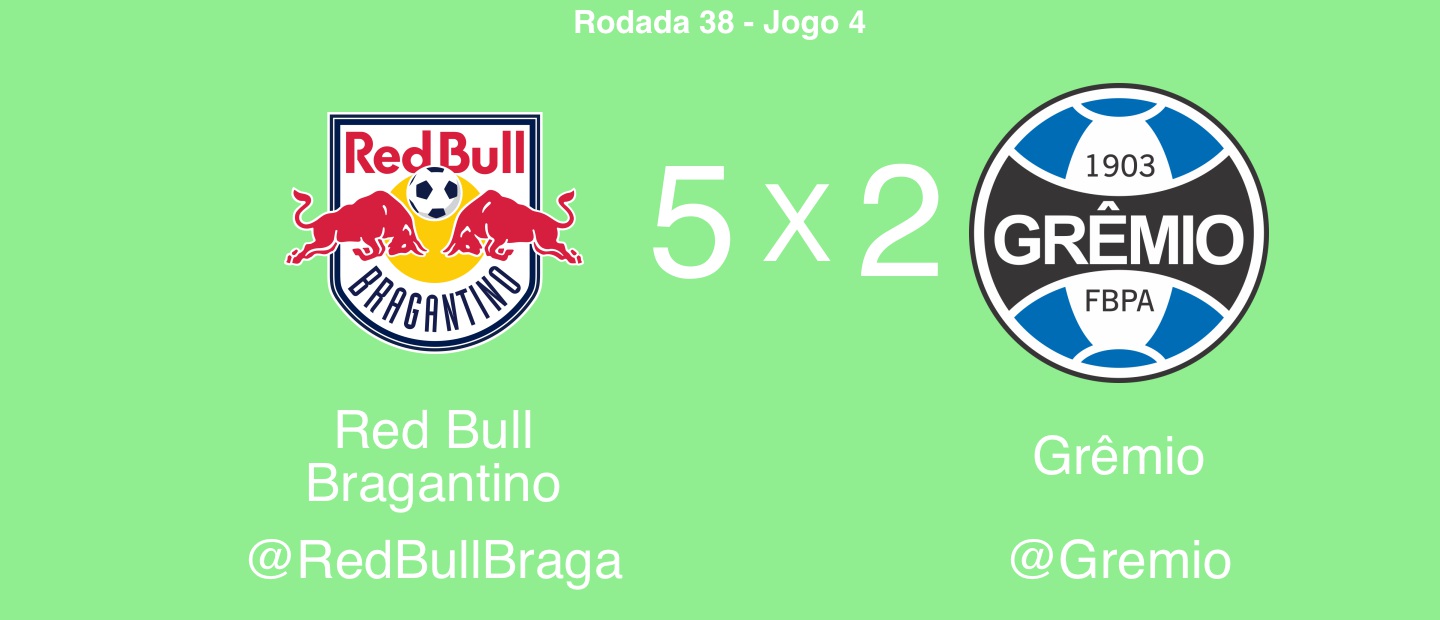 Rodada 38 - Jogo 4
Red Bull
BRAGANTINO
5 x 2
1903
GRÊMIO
FBPA
Red Bull
Bragantino
Grêmio
@RedBullBraga
@Gremio